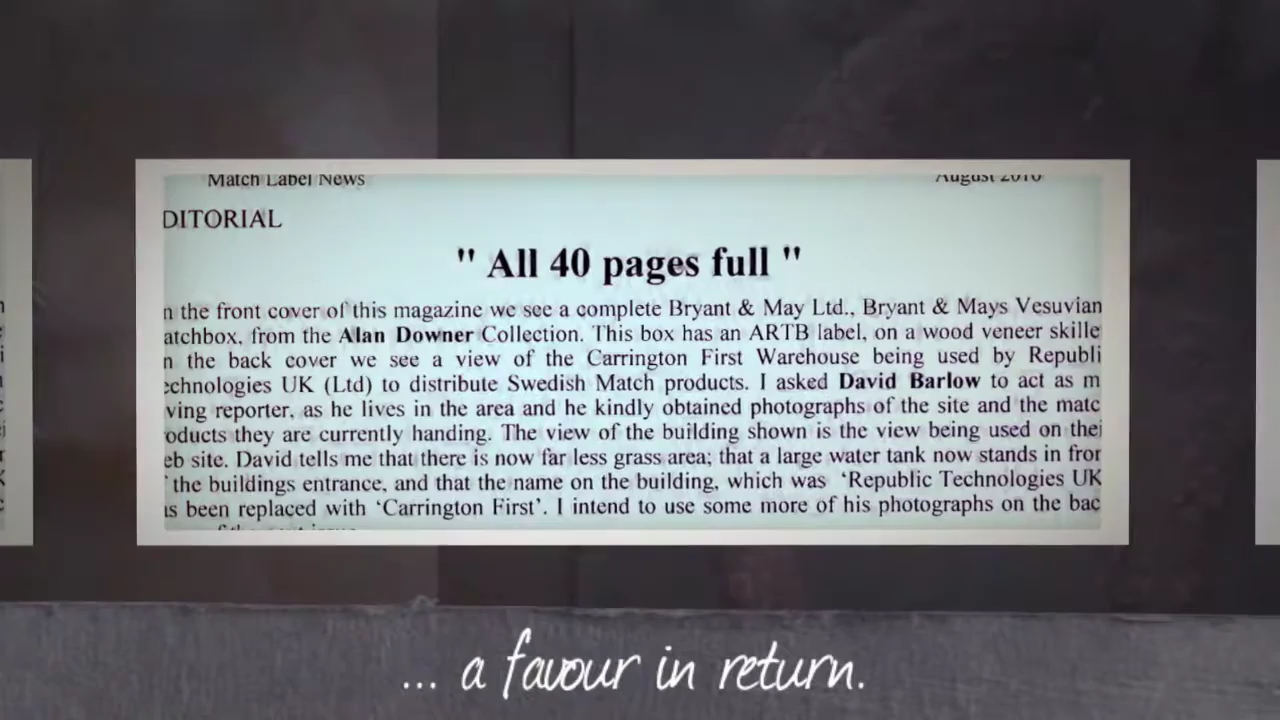 Match Label News August 2010
DITORIAL
" All 40 pages full "
n the front cover of this magazine we see a complete Bryant & May Ltd., Bryant & Mays Vesuvian
atchbox, from the Alan Downer Collection. This box has an ARTB label, on a wood veneer skille
n the back cover we see a view of the Carrington First Warehouse being used by Republi
echnologies UK (Ltd) to distribute Swedish Match products. I asked David Barlow to act as m
ving reporter, as he lives in the area and he kindly obtained photographs of the site and the matc
oducts they are currently handing. The view of the building shown is the view being used on thei
eb site. David tells me that there is now far less grass area; that a large water tank now stands in fror
the buildings entrance, and that the name on the building, which was ‘Republic Technologies UK
as been replaced with ‘Carrington First’. I intend to use some more of his photographs on the bac
... a favour in return.